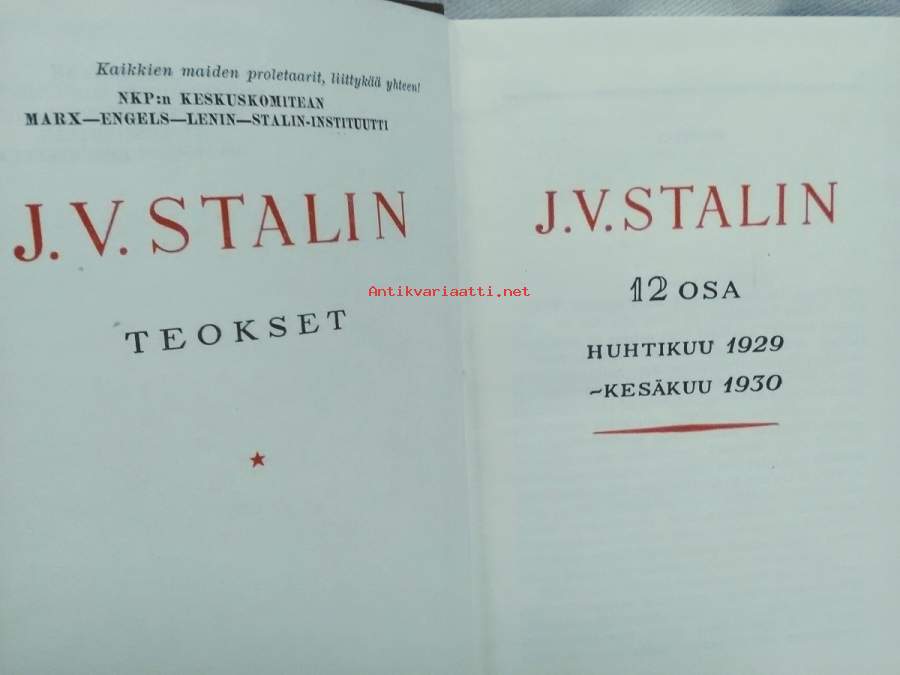 Kaikkien maiden proletaarit, liittykää yhteen!
NKP:n KESKUSKOMITEAN
MARX—ENGELS—LENIN—STALIN-INSTITUUTTI
J. V. STALIN
TEOKSET
J.V. STALIN
12 OSA
HUHTIKUU 1929
~KESÄKUU 1930
Antikvariaatti.net